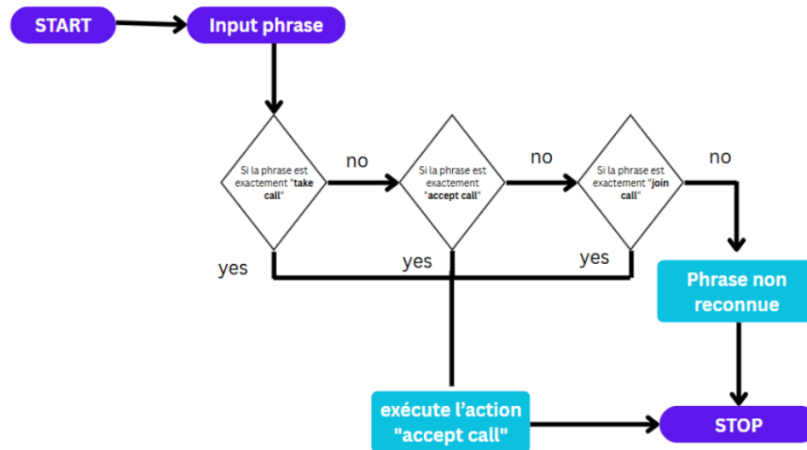 START
Input phrase
Si la phrase est
exactement "take
call"
no
Si la phrase est
exactement
"accept call"
no
Si la phrase est
exactement "join
call"
no
yes
yes
yes
Phrase non
reconnue
exécute l'action
"accept call"
STOP